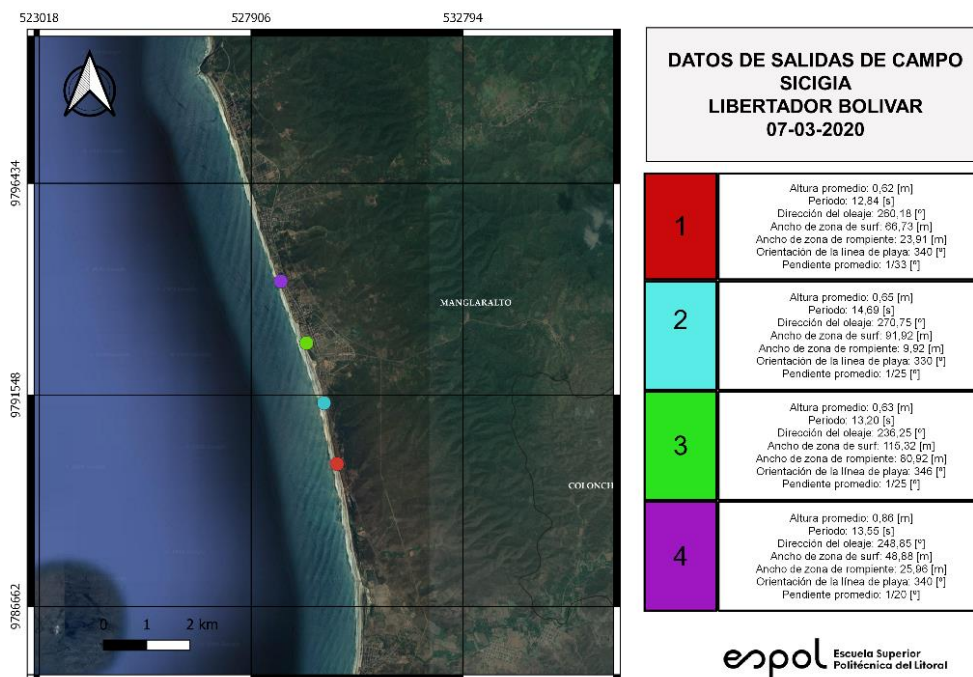 523018
527906
532794
9796434
9791548
9786662
MANGLARALTO
COLONCH
0 1 2 km
DATOS DE SALIDAS DE CAMPO
SICIGIA
LIBERTADOR BOLIVAR
07-03-2020
1
Altura promedio: 0,62 [m]
Periodo: 12,84 [s]
Dirección del oleaje: 260,18 [º]
Ancho de zona de surf: 66,73 [m]
Ancho de zona de rompiente: 23,91 [m]
Orientación de la línea de playa: 340 [º]
Pendiente promedio: 1/33 [º]
2
Altura promedio: 0,65 [m]
Periodo: 14,69 [s]
Dirección del oleaje: 270,75 [º]
Ancho de zona de surf: 91,92 [m]
Ancho de zona de rompiente: 9,92 [m]
Orientación de la línea de playa: 330 [º]
Pendiente promedio: 1/25 [º]
3
Altura promedio: 0,63 [m]
Periodo: 13,20 [s]
Dirección del oleaje: 236,25 [º]
Ancho de zona de surf: 115,32 [m]
Ancho de zona de rompiente: 80,92 [m]
Orientación de la línea de playa: 346 [º]
Pendiente promedio: 1/25 [º]
4
Altura promedio: 0,86 [m]
Periodo: 13,55 [s]
Dirección del oleaje: 248,85 [º]
Ancho de zona de surf: 48,88 [m]
Ancho de zona de rompiente: 25,96 [m]
Orientación de la línea de playa: 340 [º]
Pendiente promedio: 1/20 [º]
espol Escuela Superior
Politécnica del Litoral